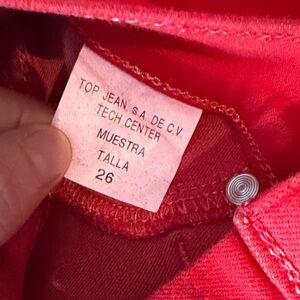 TOP JEAN S.A. DE C.V.
TECH CENTER
MUESTRA
TALLA
26